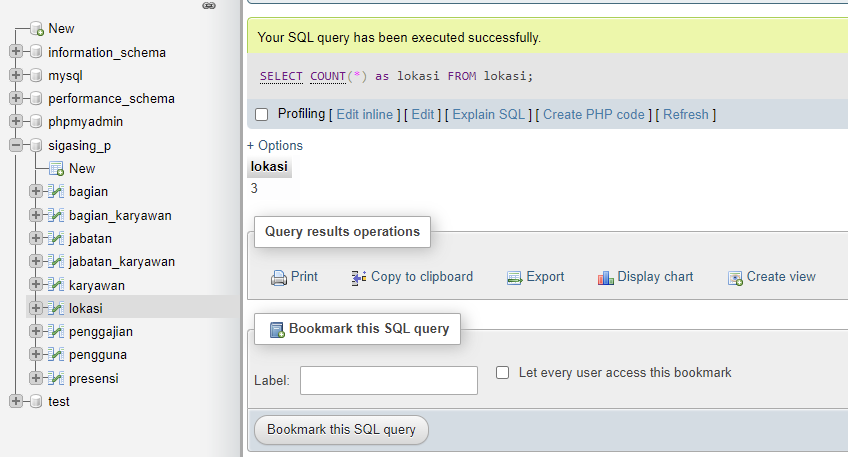 New
information_schema
mysql
performance_schema
phpmyadmin
sigasing_p
New
bagian
bagian_karyawan
jabatan
jabatan_karyawan
karyawan
lokasi
penggajian
pengguna
presensi
test
Your SQL query has been executed successfully.
SELECT COUNT(*) as lokasi FROM lokasi;
Profiling [ Edit inline ] [ Edit ] [ Explain SQL ] [ Create PHP code ] [ Refresh ]
+ Options
lokasi
3
Query results operations
Print Copy to clipboard Export Display chart Create view
Bookmark this SQL query
Label: Let every user access this bookmark
Bookmark this SQL query